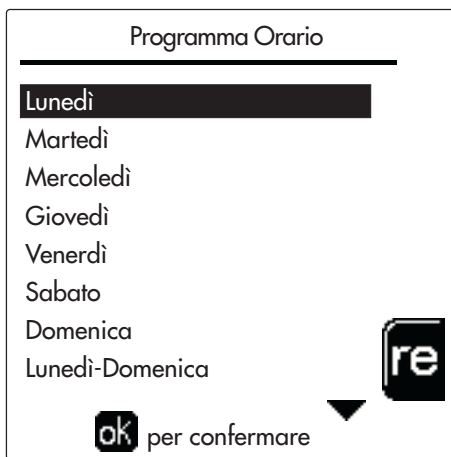 Programma Orario
Lunedì
Martedì
Mercoledì
Giovedì
Venerdì
Sabato
Domenica
Lunedì-Domenica
re
ok per confermare